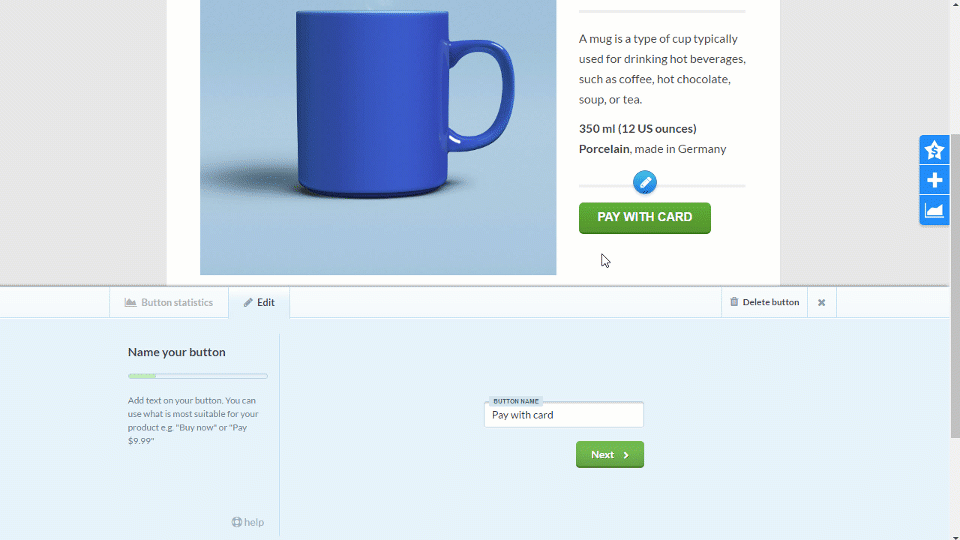 A mug is a type of cup typically
used for drinking hot beverages,
such as coffee, hot chocolate,
soup, or tea.
350 ml (12 US ounces)
Porcelain, made in Germany
PAY WITH CARD
Button statistics
Edit
Delete button
Name your button
Add text on your button. You can
use what is most suitable for your
product e.g. "Buy now" or "Pay
$9.99"
help
BUTTON NAME
Pay with card
Next